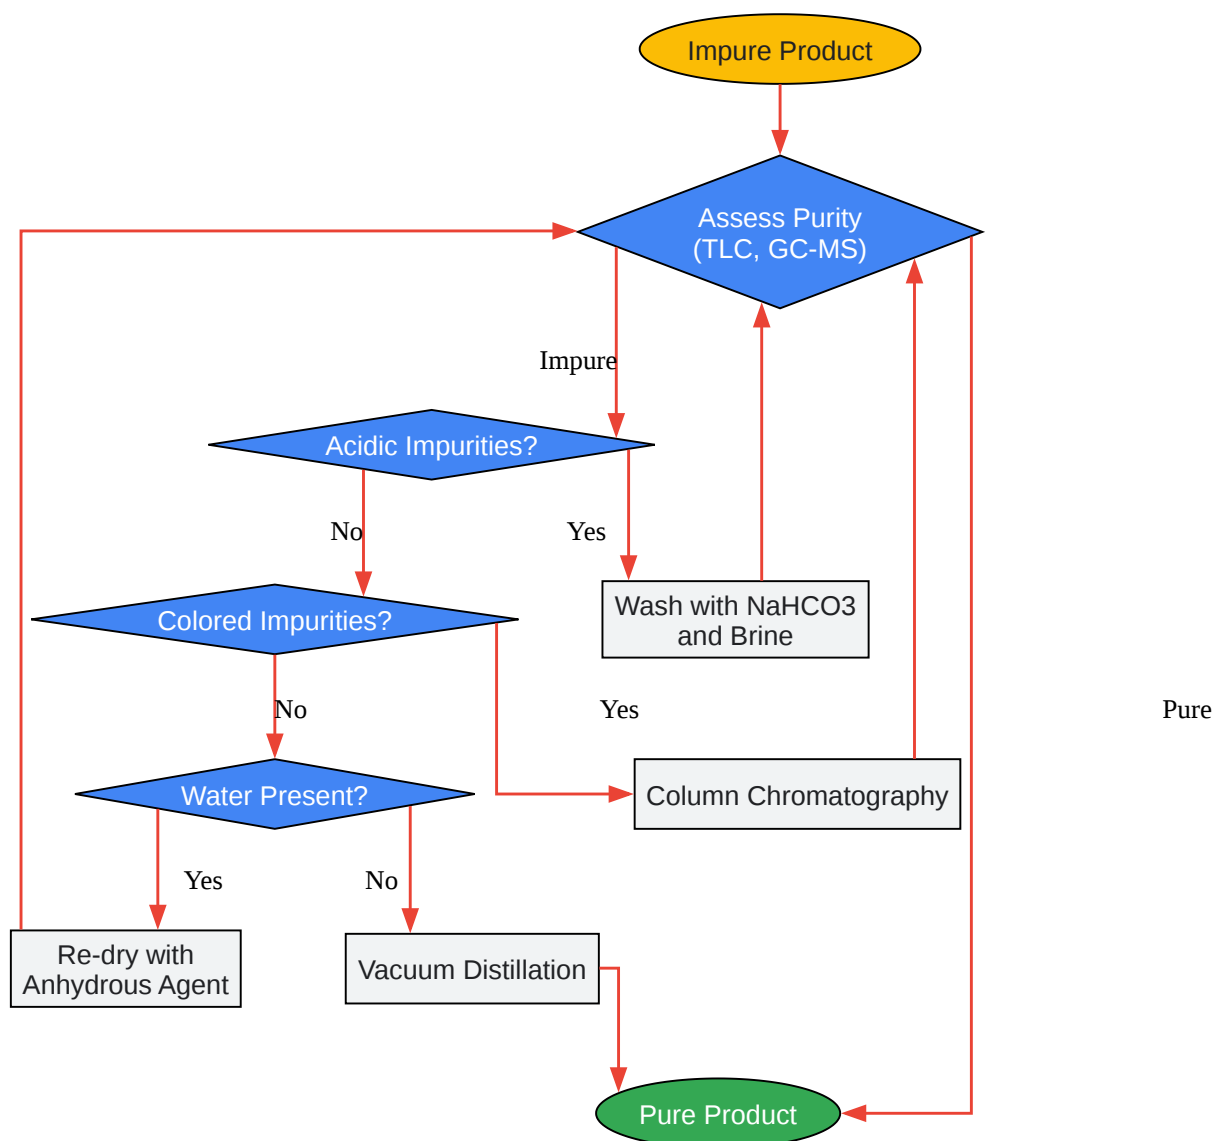 Impure Product
Assess Purity
(TLC, GC-MS)
Impure
Acidic Impurities?
No
Yes
Wash with NaHCO3
and Brine
Colored Impurities?
No
Yes
Pure
Water Present?
Column Chromatography
Yes
No
Re-dry with
Anhydrous Agent
Vacuum Distillation
Pure Product